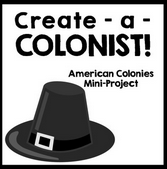 Create - a -
COLONIST!
American Colonies
Mini-Project